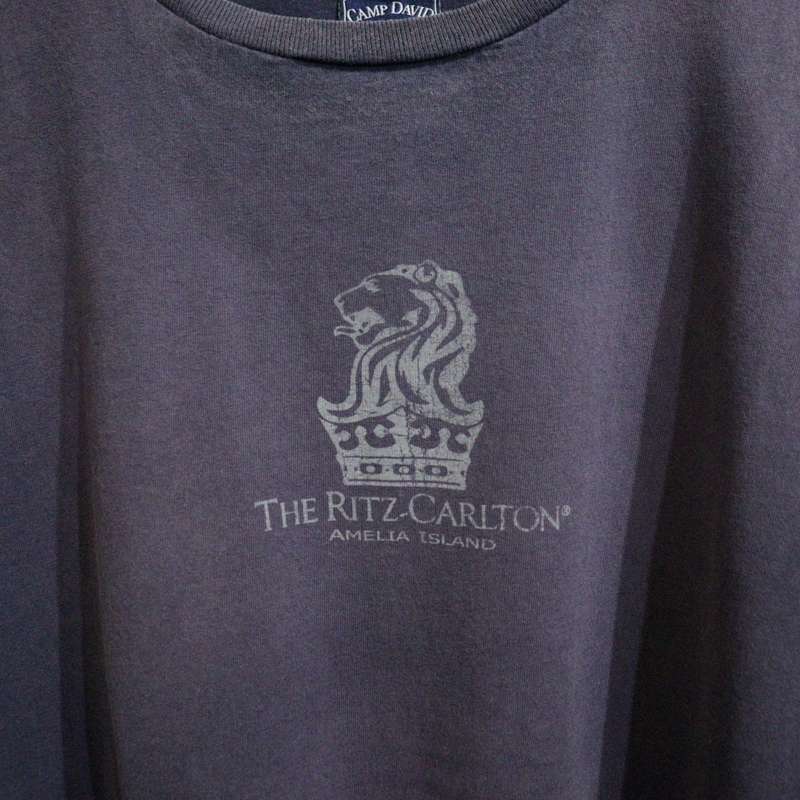 CAMP DAVID
THE RITZ-CARLTON®
AMELIA ISLAND